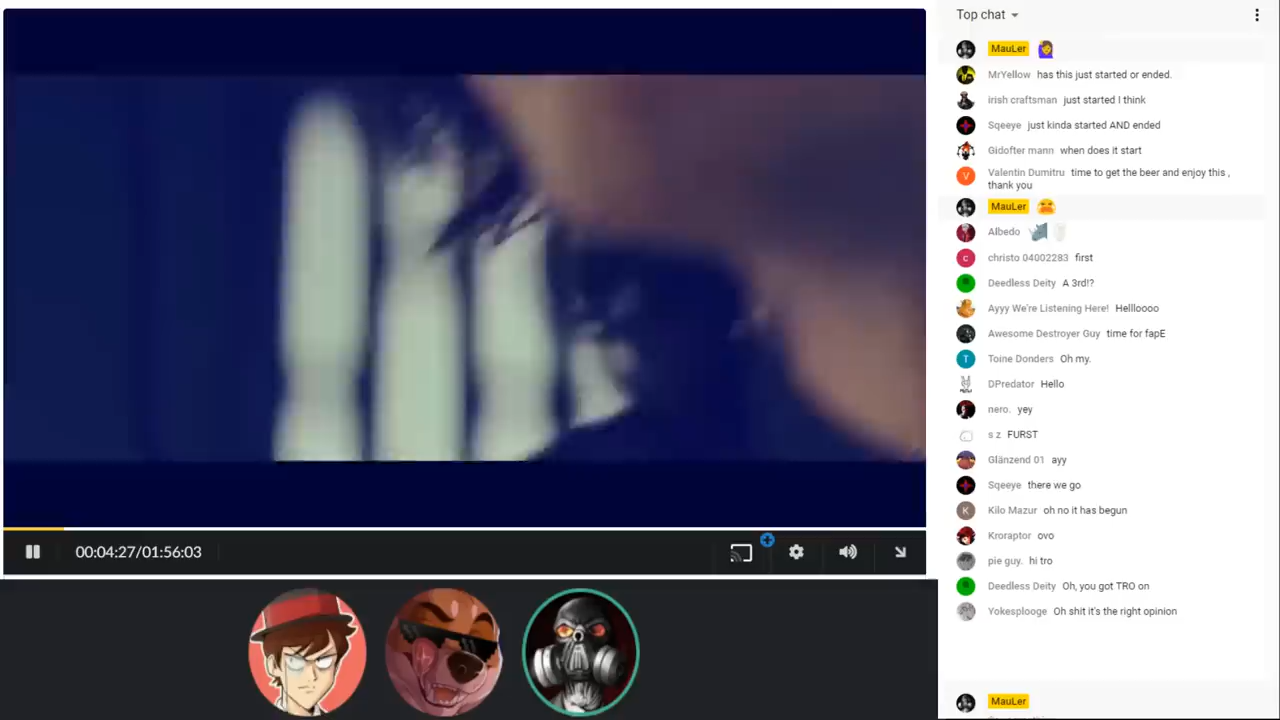 Top chat
MauLer
MrYellow has this just started or ended.
irish craftsman just started I think
Sqeeye just kinda started AND ended
Gidofter mann when does it start
Valentin Dumitru time to get the beer and enjoy this ,
thank you
MauLer
Albedo
christo 04002283 first
Deedless Deity A 3rd!?
Ayyy We're Listening Here! Hellloooo
Awesome Destroyer Guy time for fapE
Toine Donders Oh my.
DPredator Hello
nero. yey
s z FURST
Glänzend 01 ayy
Sqeeye there we go
Kilo Mazur oh no it has begun
Kroraptor ovo
pie guy. hi tro
Deedless Deity Oh, you got TRO on
Yokesplooge Oh shit it's the right opinion
MauLer
00:04:27/01:56:03